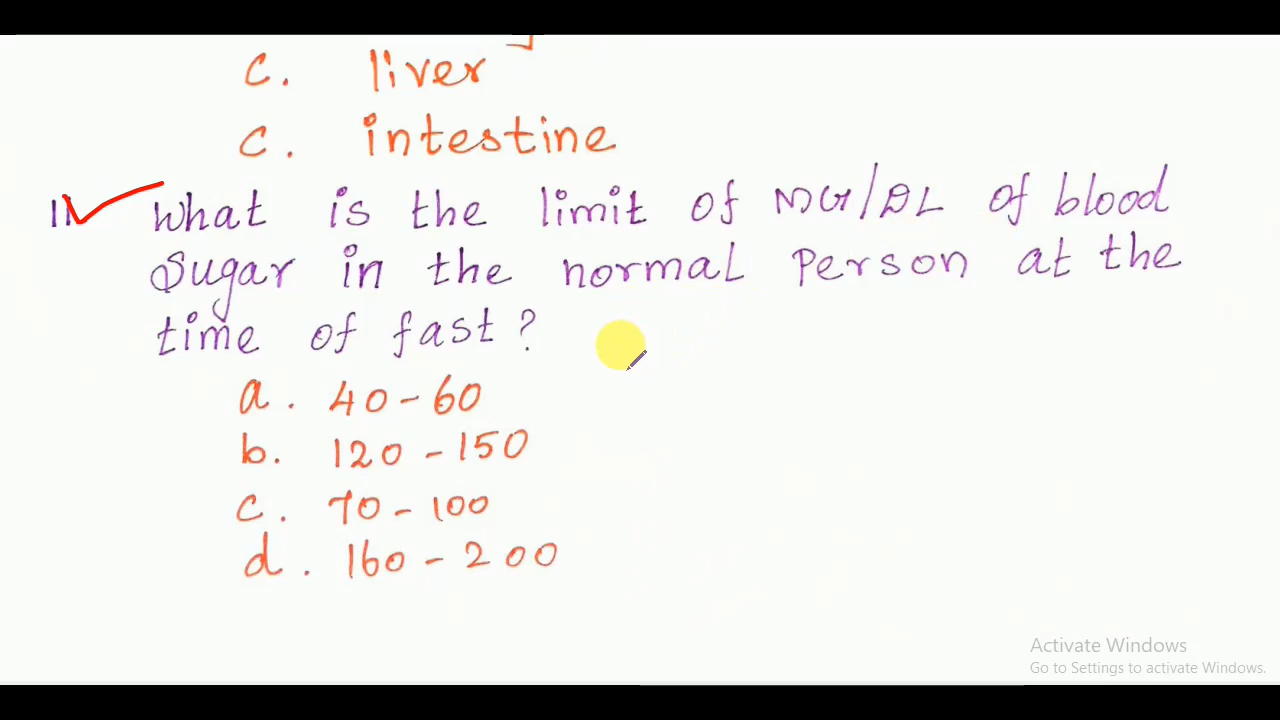 c. liver
c. intestine
11. What is the limit of MG/DL of blood
Sugar in the normal person at the
time of fast?
a. 40-60
b. 120-150
c. 70-100
d. 160-200
Activate Windows
Go to Settings to activate Windows.